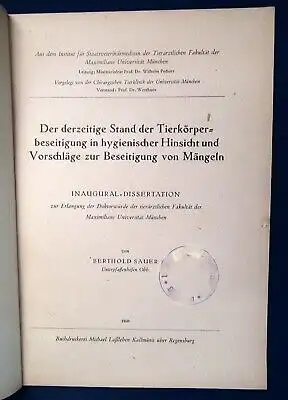 Aus dem Institut für Staatsveterinärmedizin der Tierärztlichen Fakultät der
Maximilians Universität München
Leitung: Ministerialrat Prof. Dr. Wilhelm
Vorgelegt von der Chirurgischen Tierklinik der Universität München
Vorstand: Prof. Dr. Westhues
Der derzeitige Stand der Tierkörper-
beseitigung in hygienischer Hinsicht und
Vorschläge zur Beseitigung von Mängeln
INAUGURAL-DISSERTATION
zur Erlangung der Doktorwürde der tierärztlichen Fakultät der
Maximilians Universität München
von
BERTHOLD SAUER
Unterpfaffenhofen Obb.
Buchdruckerei Michael Laßleben Kallmünz über Regensburg